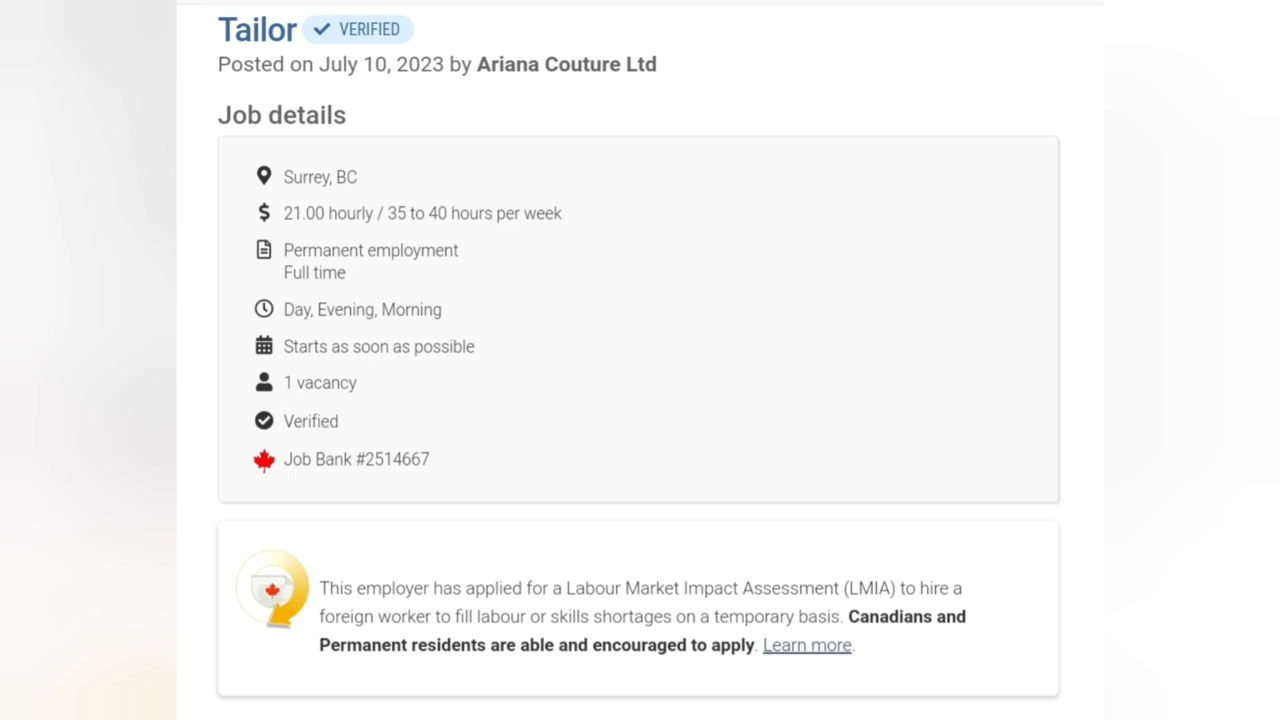 Tailor VERIFIED
Posted on July 10, 2023 by Ariana Couture Ltd
Job details
Surrey, BC
$ 21.00 hourly / 35 to 40 hours per week
Permanent employment
Full time
Day, Evening, Morning
Starts as soon as possible
1 vacancy
Verified
Job Bank #2514667
This employer has applied for a Labour Market Impact Assessment (LMIA) to hire a
foreign worker to fill labour or skills shortages on a temporary basis. Canadians and
Permanent residents are able and encouraged to apply. Learn more.